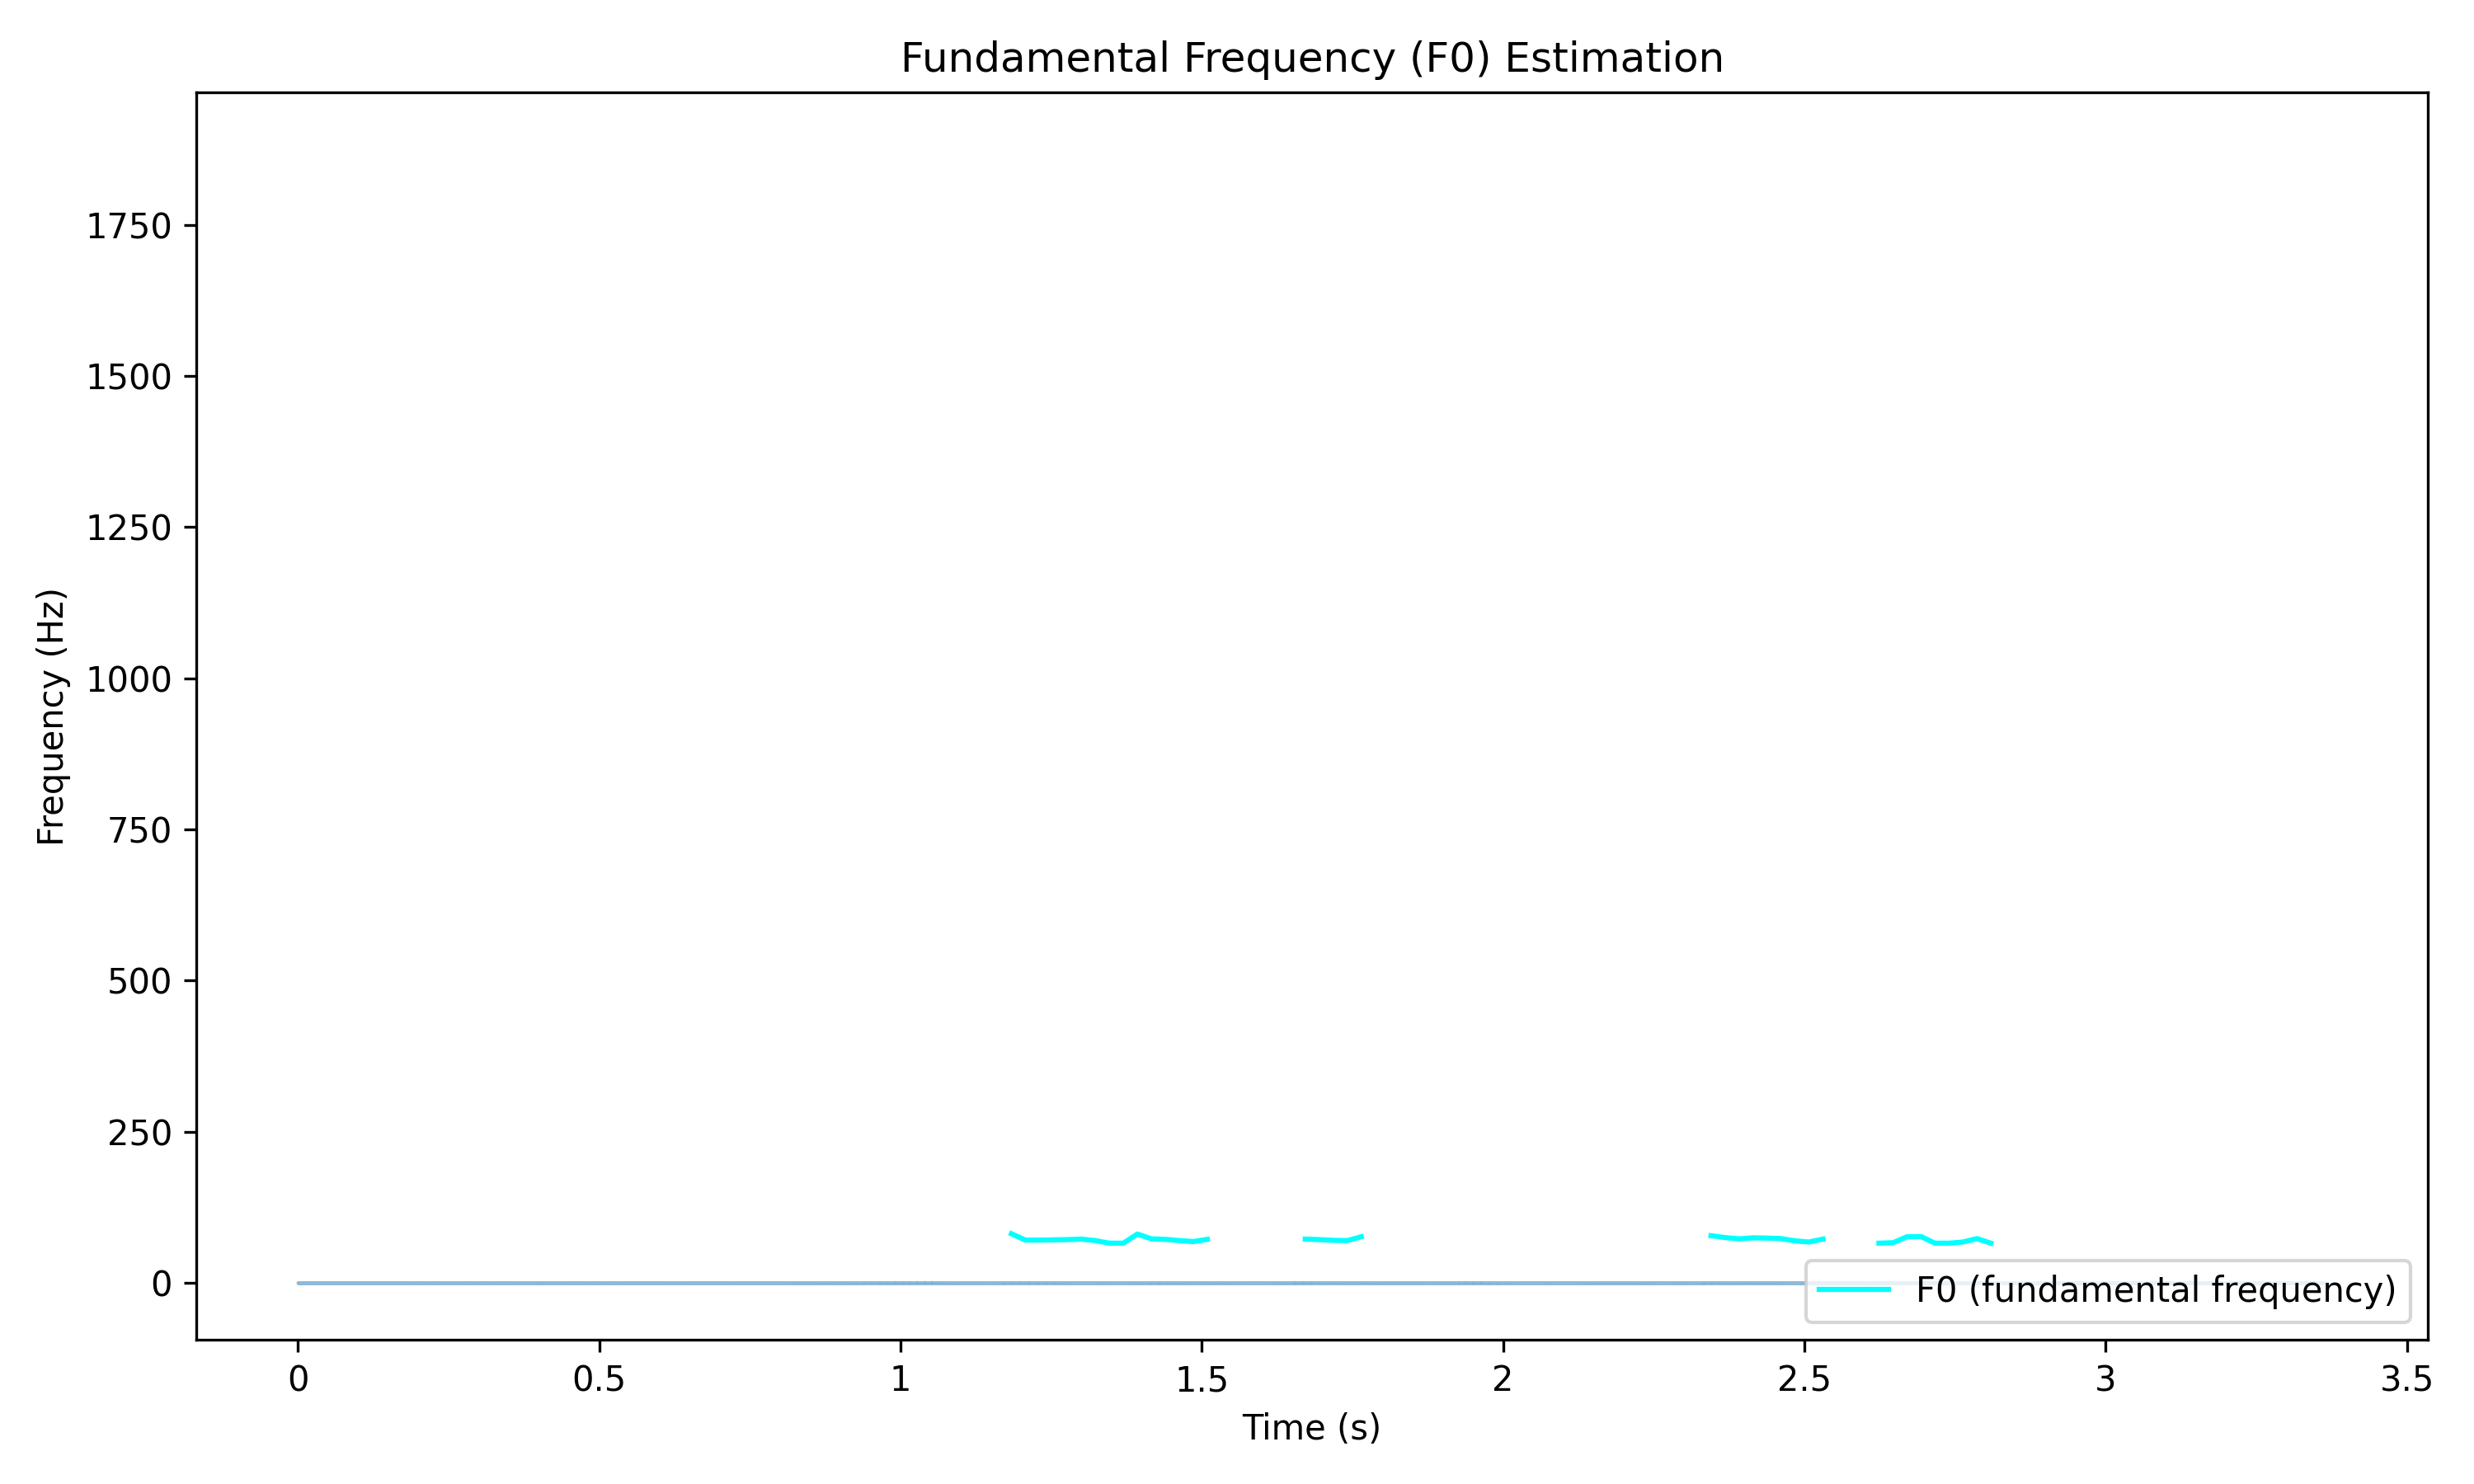 Fundamental Frequency (F0) Estimation
Frequency (Hz)
1750
1500
1250
1000
750
500
250
0
F0 (fundamental frequency)
0 0.5 1 1.5 2 2.5 3 3.5
Time (s)